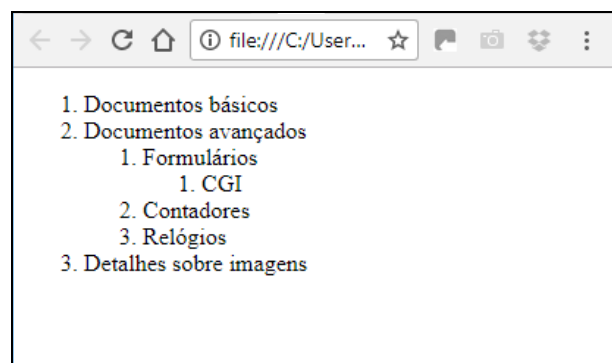 file:///C:/User...
1. Documentos básicos
2. Documentos avançados
1. Formulários
1. CGI
2. Contadores
3. Relógios
3. Detalhes sobre imagens